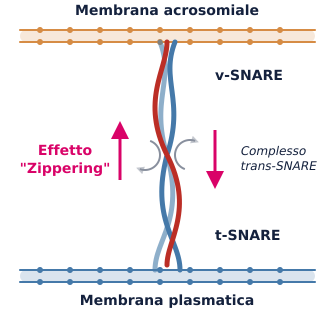 Membrana acrosomiale
v-SNARE
Effetto
"Zippering"
Complesso
trans-SNARE
t-SNARE
Membrana plasmatica